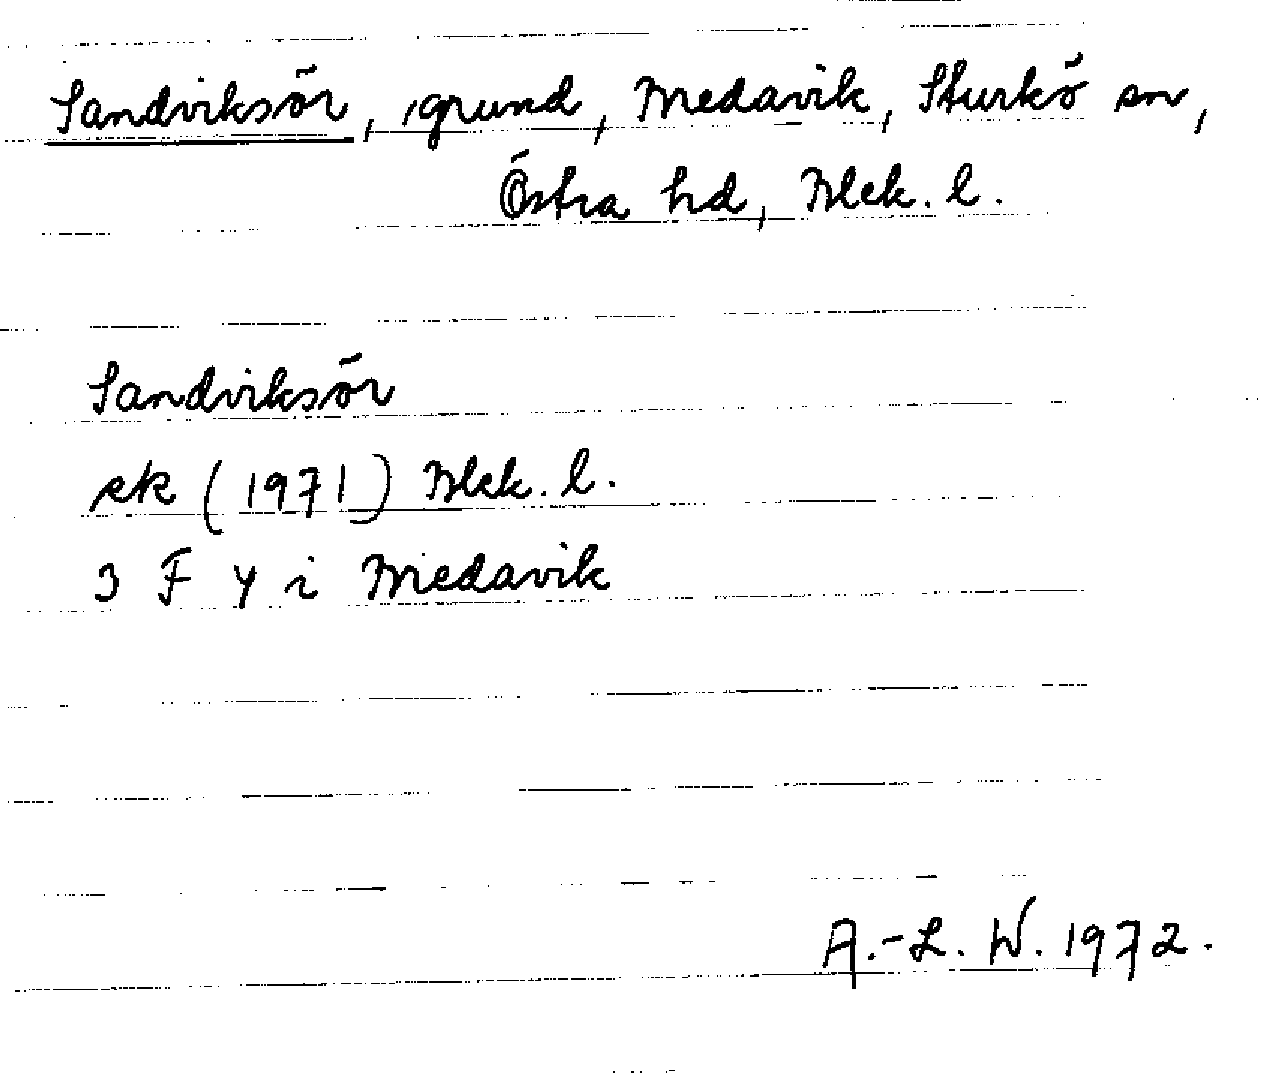 Sandviksör, grund, Medavik, Sturkö sn,
Östra hd, Blek. l.
Sandviksör
ek (1971) Blek. l.
3 F y i Medavik
A.-L. W. 1972.